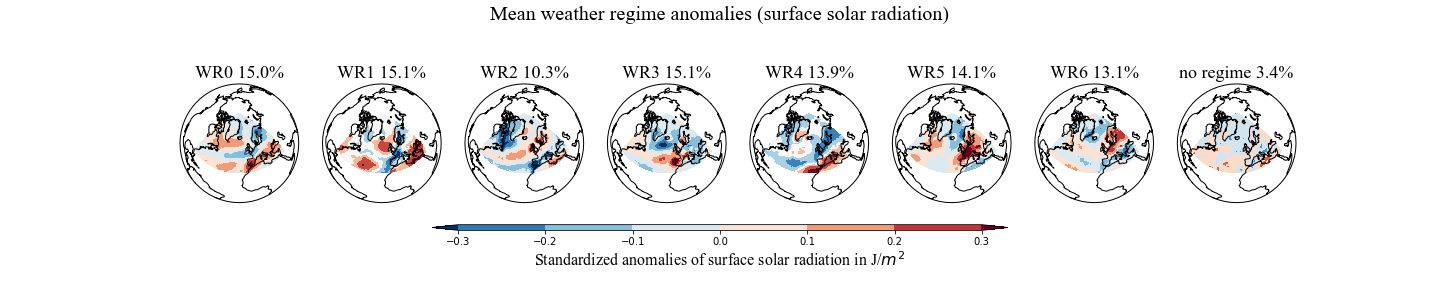 Mean weather regime anomalies (surface solar radiation)
WR0 15.0% WR1 15.1% WR2 10.3% WR3 15.1% WR4 13.9% WR5 14.1% WR6 13.1% no regime 3.4%
−0.3 −0.2 −0.1 0.0 0.1 0.2 0.3
Standardized anomalies of surface solar radiation in J/m²